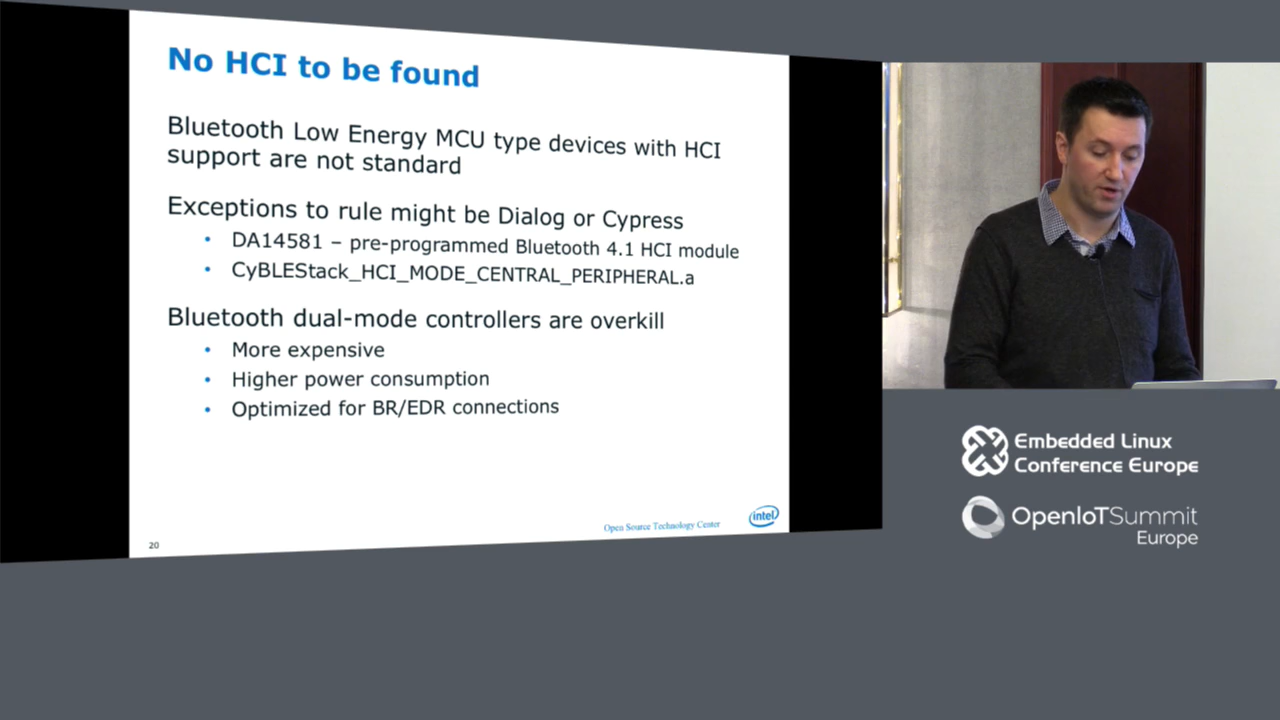 No HCI to be found
Bluetooth Low Energy MCU type devices with HCI
support are not standard
Exceptions to rule might be Dialog or Cypress
• DA14581 – pre-programmed Bluetooth 4.1 HCI module
• CyBLEStack_HCI_MODE_CENTRAL_PERIPHERAL.a
Bluetooth dual-mode controllers are overkill
• More expensive
• Higher power consumption
• Optimized for BR/EDR connections
Open Source Technology Center
intel
20
Embedded Linux
Conference Europe
OpenIoTSummit
Europe